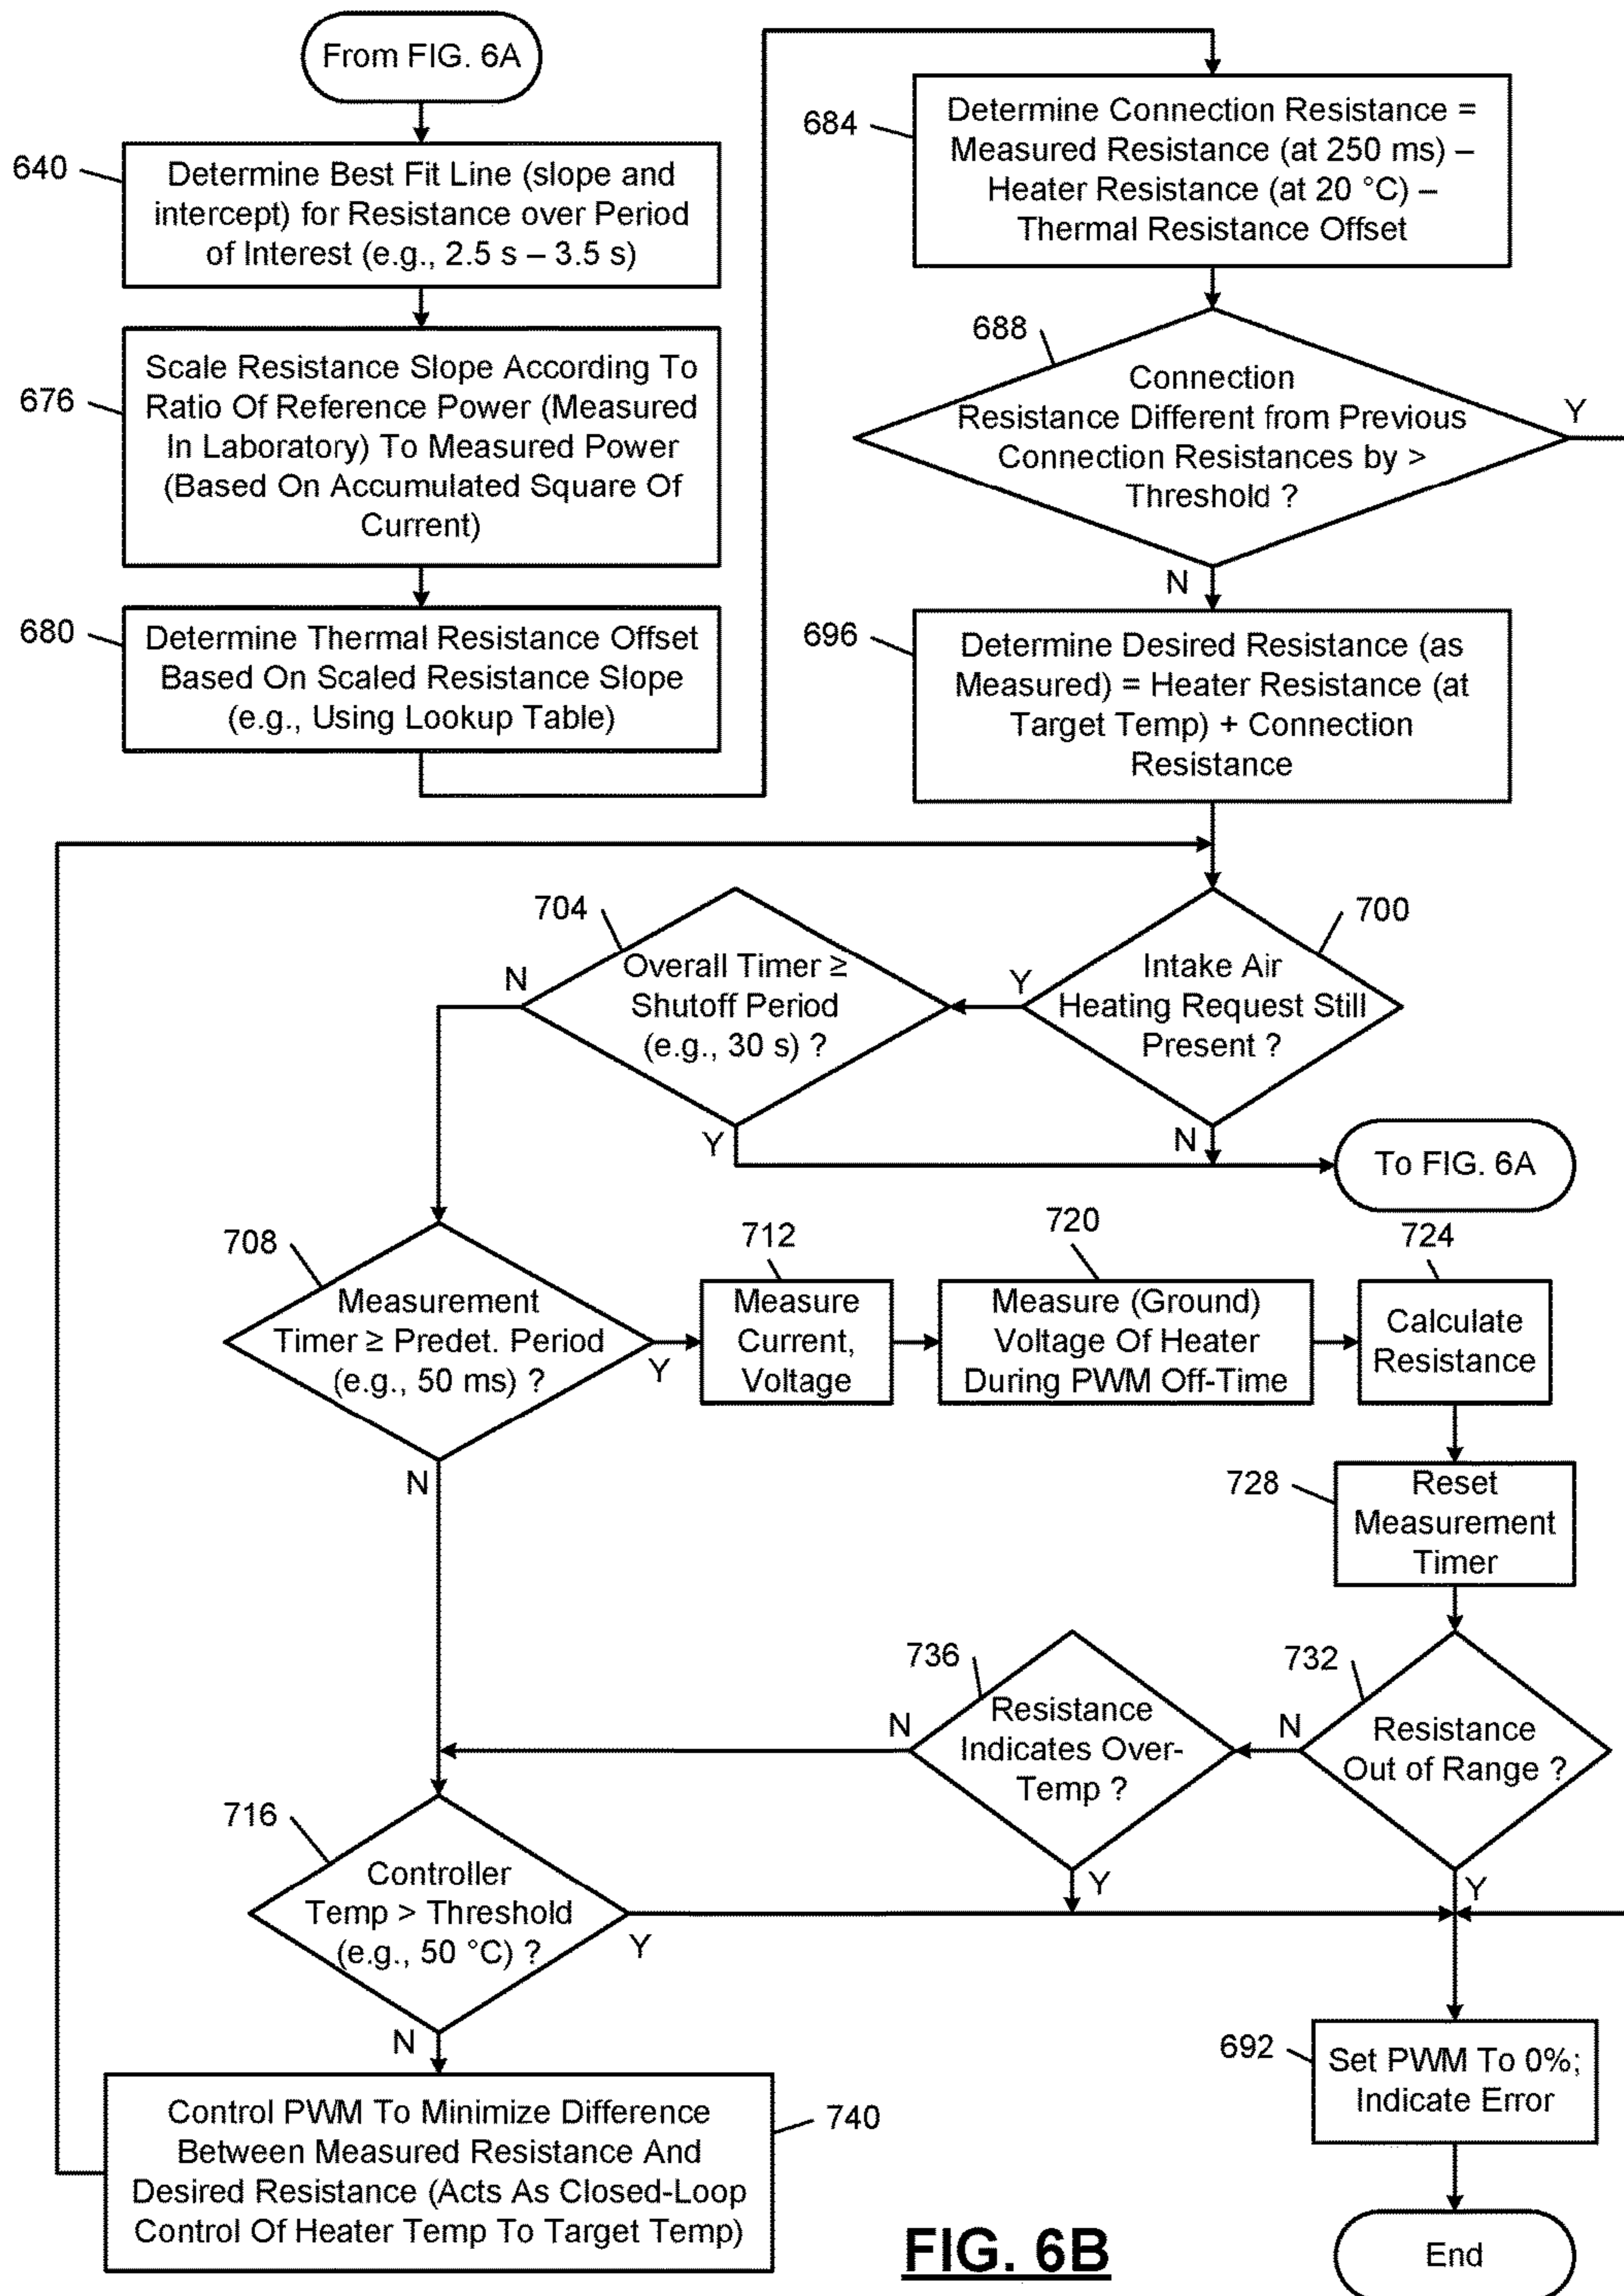 From FIG. 6A
640
Determine Best Fit Line (slope and
intercept) for Resistance over Period
of Interest (e.g., 2.5 s – 3.5 s)
676
Scale Resistance Slope According To
Ratio Of Reference Power (Measured
In Laboratory) To Measured Power
(Based On Accumulated Square Of
Current)
680
Determine Thermal Resistance Offset
Based On Scaled Resistance Slope
(e.g., Using Lookup Table)
684
Determine Connection Resistance =
Measured Resistance (at 250 ms) –
Heater Resistance (at 20 °C) –
Thermal Resistance Offset
688
Connection
Resistance Different from Previous
Connection Resistances by >
Threshold ?
Y
N
696
Determine Desired Resistance (as
Measured) = Heater Resistance (at
Target Temp) + Connection
Resistance
700
Intake Air
Heating Request Still
Present ?
Y
N
704
Overall Timer ≥
Shutoff Period
(e.g., 30 s) ?
N
Y
To FIG. 6A
708
Measurement
Timer ≥ Predet. Period
(e.g., 50 ms) ?
Y
N
712
Measure
Current,
Voltage
720
Measure (Ground)
Voltage Of Heater
During PWM Off-Time
724
Calculate
Resistance
728
Reset
Measurement
Timer
732
Resistance
Out of Range ?
N
Y
736
Resistance
Indicates Over-
Temp ?
N
Y
716
Controller
Temp > Threshold
(e.g., 50 °C) ?
Y
N
692
Set PWM To 0%;
Indicate Error
740
Control PWM To Minimize Difference
Between Measured Resistance And
Desired Resistance (Acts As Closed-Loop
Control Of Heater Temp To Target Temp)
End
FIG. 6B